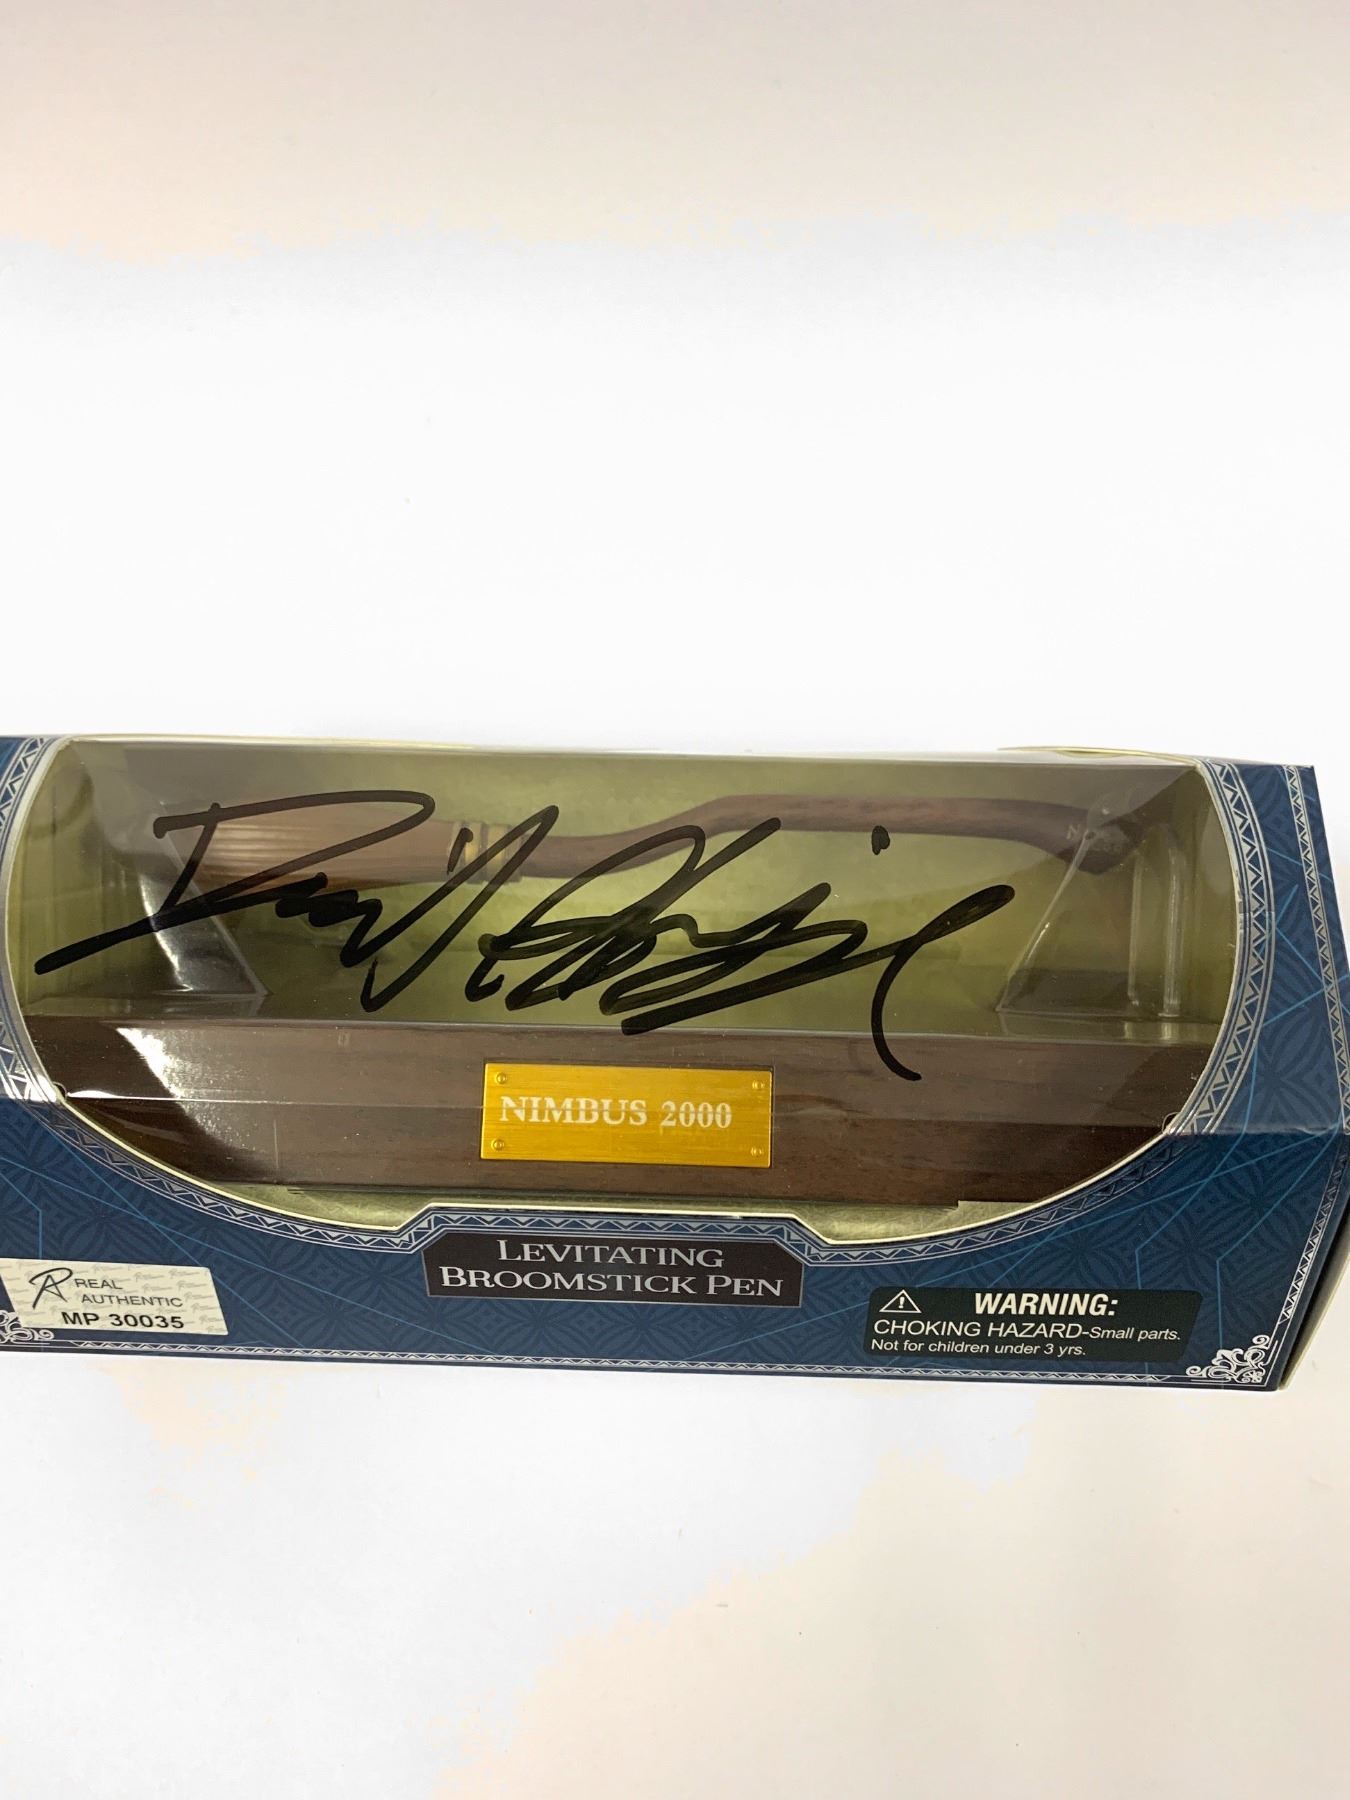 NIMBUS 2000
LEVITATING
BROOMSTICK PEN
REAL
AUTHENTIC
MP 30035
WARNING:
CHOKING HAZARD-Small parts.
Not for children under 3 yrs.